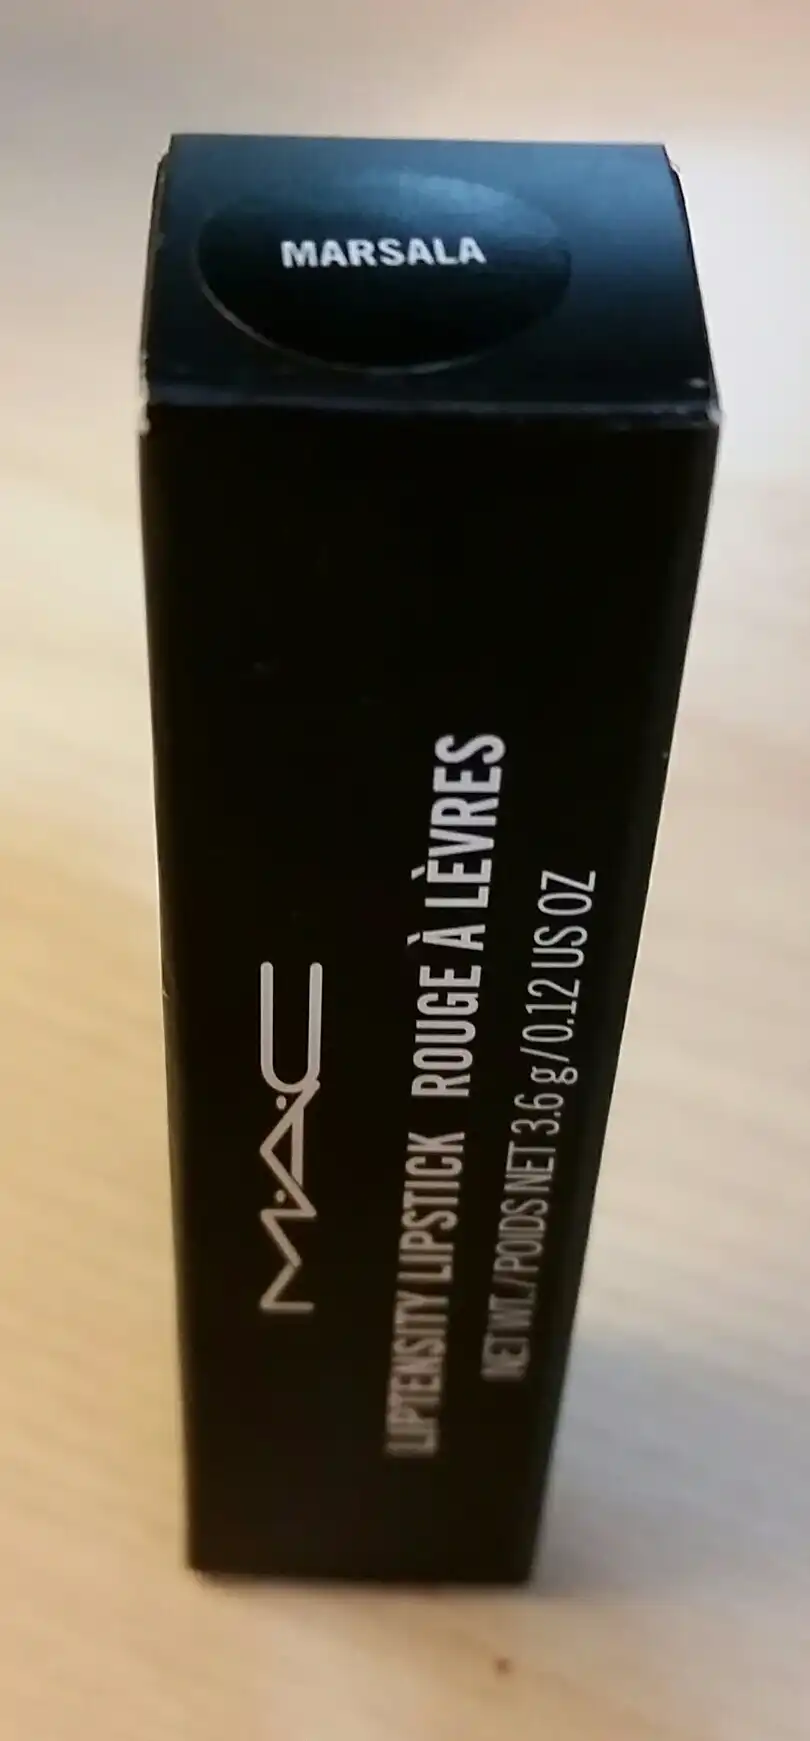 MARSALA
M·A·C
LIPTENSITY LIPSTICK ROUGE À LÈVRES
NET WT./POIDS NET 3.6 g/0.12 US OZ